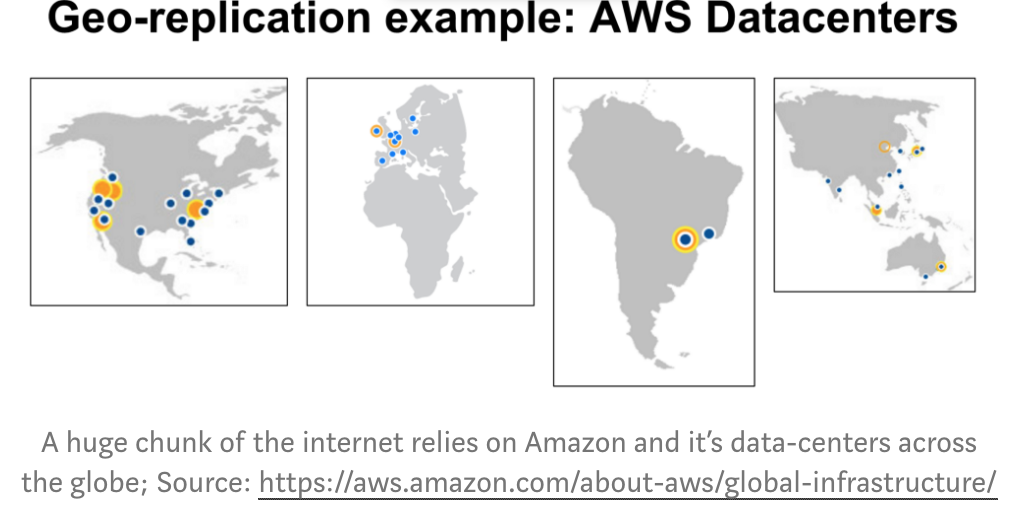 Geo-replication example: AWS Datacenters
A huge chunk of the internet relies on Amazon and it’s data-centers across
the globe; Source: https://aws.amazon.com/about-aws/global-infrastructure/